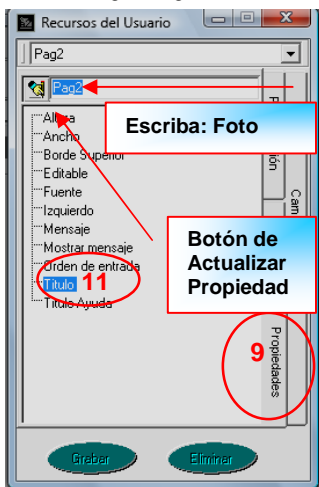 Recursos del Usuario
Pag2
Pag2
Altura
Ancho
Borde Superior
Editable
Fuente
Izquierdo
Mensaje
Mostrar mensaje
Orden de entrada
Titulo
Titulo Ayuda
11
Escriba: Foto
Botón de
Actualizar
Propiedad
Propiedades
9
Grabar
Eliminar